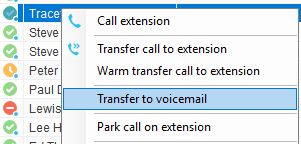 Trace
Call extension
Steve
Transfer call to extension
Steve
Warm transfer call to extension
Peter
Paul D
Transfer to voicemail
Lewis
Lee H
Park call on extension